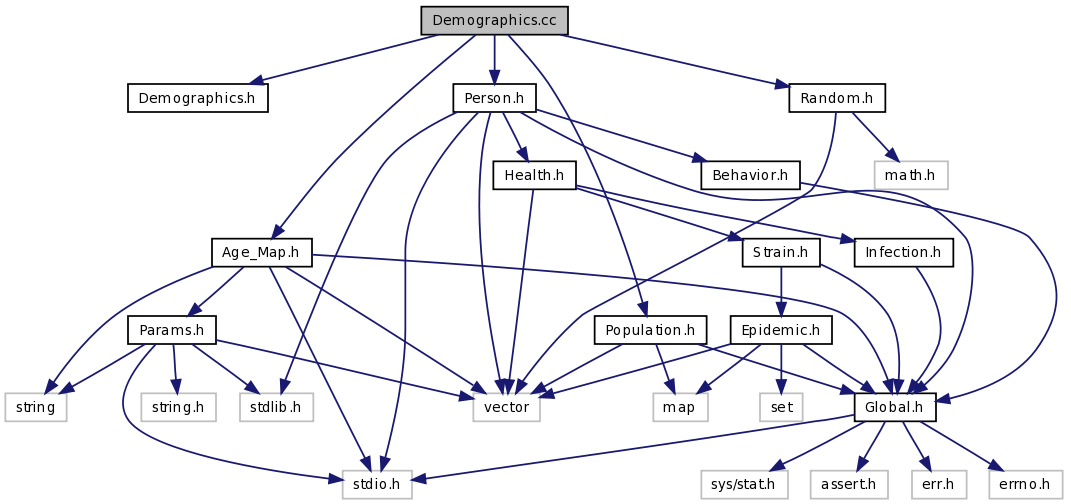 Demographics.cc
Demographics.h
Person.h
Random.h
Health.h
Behavior.h
math.h
Age_Map.h
Strain.h
Infection.h
Params.h
Population.h
Epidemic.h
string
string.h
stdlib.h
vector
map
set
Global.h
stdio.h
sys/stat.h
assert.h
err.h
errno.h